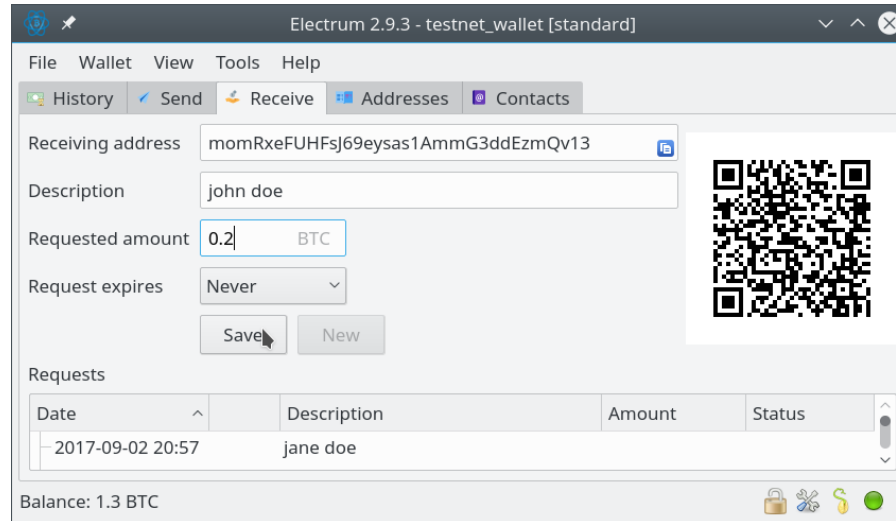 Electrum 2.9.3 - testnet_wallet [standard]
File Wallet View Tools Help
History Send Receive Addresses Contacts
Receiving address momRxeFUHFsJ69eysas1AmmG3ddEzmQv13
Description john doe
Requested amount 0.2 BTC
Request expires Never
Save New
Requests
Date Description Amount Status
2017-09-02 20:57 jane doe
Balance: 1.3 BTC